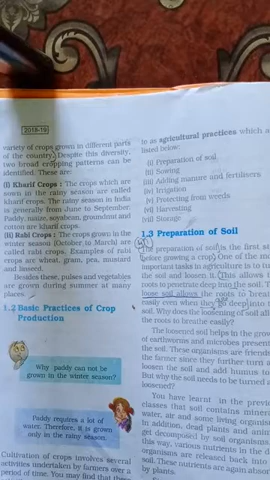 2018-19
variety of crops grown in different parts
of the country. Despite this diversity,
two broad cropping patterns can be
identified. These are:
(i) Kharif Crops : The crops which are
sown in the rainy season are called
kharif crops. The rainy season in India
is generally from June to September.
Paddy, maize, soyabean, groundnut and
cotton are kharif crops.
(ii) Rabi Crops : The crops grown in the
winter season (October to March) are
called rabi crops. Examples of rabi
crops are wheat, gram, pea, mustard
and linseed.
Besides these, pulses and vegetables
are grown during summer at many
places.
1.2 Basic Practices of Crop
Production
Why paddy can not be
grown in the winter season?
Paddy requires a lot of
water. Therefore, it is grown
only in the rainy season.
Cultivation of crops involves several
activities undertaken by farmers over a
period of time. You may find that these
in as agricultural practices which a
listed below:
(i) Preparation of soil
(ii) Sowing
(iii) Adding manure and fertilisers
(iv) Irrigation
(v) Protecting from weeds
(vi) Harvesting
(vii) Storage
1.3 Preparation of Soil
The preparation of soil is the first st
before growing a crop. One of the mo
important tasks in agriculture is to tur
the soil and loosen it. This allows t
roots to penetrate deep into the soil. T
loose soil allows the roots to breat
easily even when they go deep into t
soil. Why does the loosening of soil all
the roots to breathe easily?
The loosened soil helps in the grow
of earthworms and microbes present
the soil. These organisms are friends
the farmer since they further turn a
loosen the soil and add humus to
But why the soil needs to be turned a
loosened?
You have learnt in the previo
classes that soil contains minera
water, air and some living organism
In addition, dead plants and anim
get decomposed by soil organisms
this way, various nutrients in the de
organisms are released back into
soil. These nutrients are again absor
by plants.